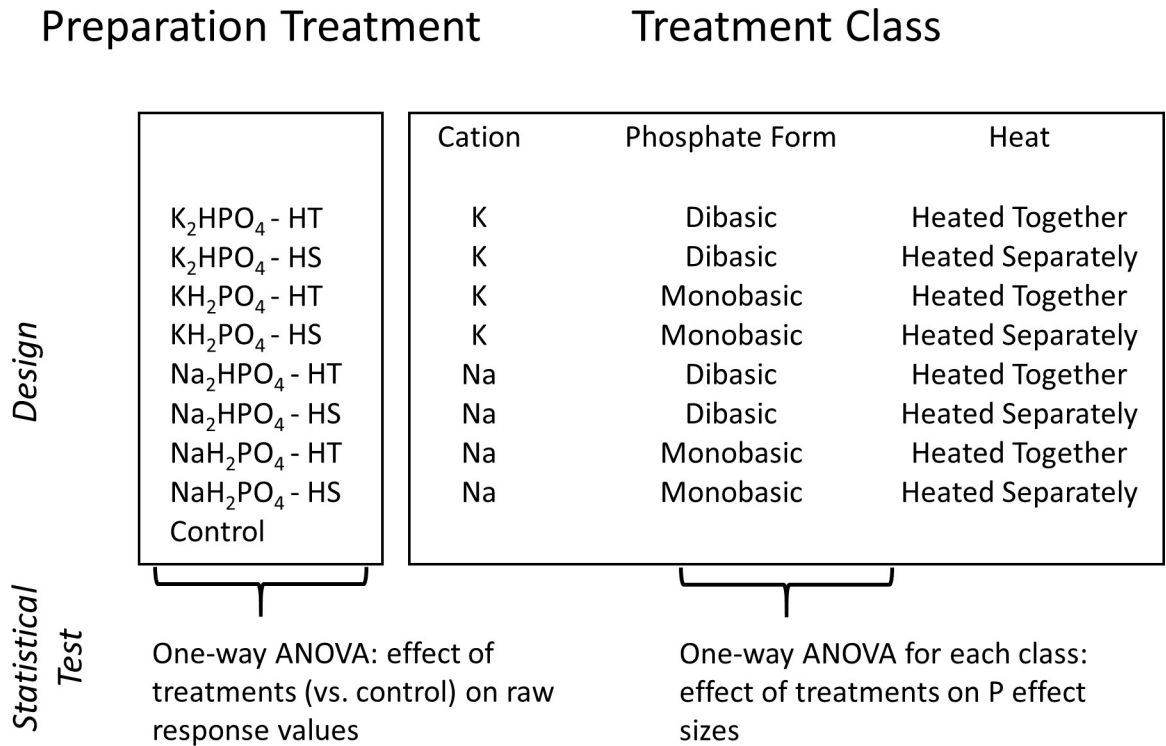 Preparation Treatment Treatment Class
Cation Phosphate Form Heat
K₂HPO₄ - HT K Dibasic Heated Together
K₂HPO₄ - HS K Dibasic Heated Separately
KH₂PO₄ - HT K Monobasic Heated Together
KH₂PO₄ - HS K Monobasic Heated Separately
Na₂HPO₄ - HT Na Dibasic Heated Together
Na₂HPO₄ - HS Na Dibasic Heated Separately
NaH₂PO₄ - HT Na Monobasic Heated Together
NaH₂PO₄ - HS Na Monobasic Heated Separately
Control
Design
Statistical
Test
One-way ANOVA: effect of
treatments (vs. control) on raw
response values
One-way ANOVA for each class:
effect of treatments on P effect
sizes